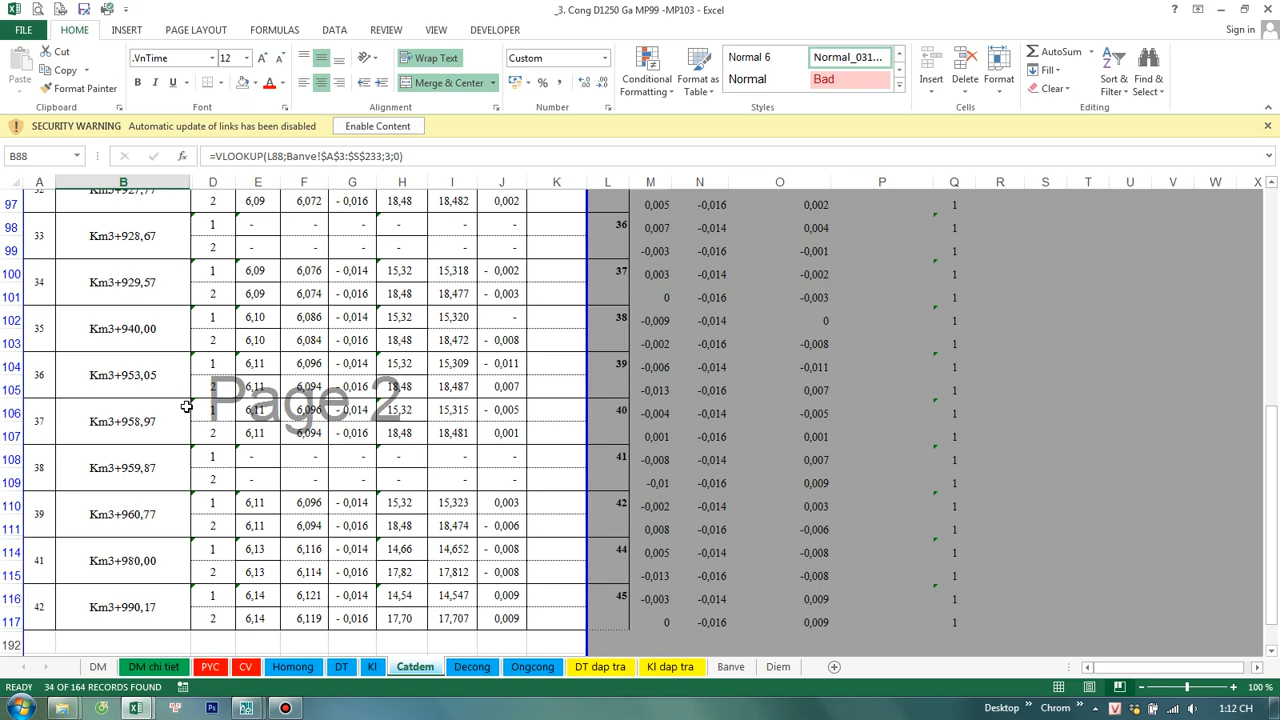 _3. Cong D1250 Ga MP99 -MP103 - Excel
FILE HOME INSERT PAGE LAYOUT FORMULAS DATA REVIEW VIEW DEVELOPER Sign in
Paste Cut Copy Format Painter Clipboard
.VnTime 12 B I U Font
Wrap Text Merge & Center Alignment
Custom % , Number
Conditional Formatting Format as Table Normal 6 Normal_031... Normal Bad Styles
Insert Delete Format Cells
AutoSum Fill Clear Sort & Filter Find & Select Editing
SECURITY WARNING Automatic update of links has been disabled Enable Content
B88 fx =VLOOKUP(L88;Banve!$A$3:$S$233;3;0)
A B D E F G H I J K L M N O P Q R S T U V W X
97 Km3+927,77 2 6,09 6,072 - 0,016 18,48 18,482 0,002 0,005 -0,016 0,002 1
98 33 Km3+928,67 1 - - - - - - 36 0,007 -0,014 0,004 1
99 2 - - - - - - -0,003 -0,016 -0,001 1
100 34 Km3+929,57 1 6,09 6,076 - 0,014 15,32 15,318 - 0,002 37 0,003 -0,014 -0,002 1
101 2 6,09 6,074 - 0,016 18,48 18,477 - 0,003 0 -0,016 -0,003 1
102 35 Km3+940,00 1 6,10 6,086 - 0,014 15,32 15,320 - 38 -0,009 -0,014 0 1
103 2 6,10 6,084 - 0,016 18,48 18,472 - 0,008 -0,002 -0,016 -0,008 1
104 36 Km3+953,05 1 6,11 6,096 - 0,014 15,32 15,309 - 0,011 39 -0,006 -0,014 -0,011 1
105 2 6,11 6,094 - 0,016 18,48 18,487 0,007 -0,013 -0,016 0,007 1
Page 2
106 37 Km3+958,97 1 6,11 6,096 - 0,014 15,32 15,315 - 0,005 40 -0,004 -0,014 -0,005 1
107 2 6,11 6,094 - 0,016 18,48 18,481 0,001 0,001 -0,016 0,001 1
108 38 Km3+959,87 1 - - - - - - 41 -0,008 -0,014 0,007 1
109 2 - - - - - - -0,01 -0,016 0,009 1
110 39 Km3+960,77 1 6,11 6,096 - 0,014 15,32 15,323 0,003 42 -0,002 -0,014 0,003 1
111 2 6,11 6,094 - 0,016 18,48 18,474 - 0,006 0,008 -0,016 -0,006 1
114 41 Km3+980,00 1 6,13 6,116 - 0,014 14,66 14,652 - 0,008 44 0,005 -0,014 -0,008 1
115 2 6,13 6,114 - 0,016 17,82 17,812 - 0,008 -0,013 -0,016 -0,008 1
116 42 Km3+990,17 1 6,14 6,121 - 0,014 14,54 14,547 0,009 45 -0,003 -0,014 0,009 1
117 2 6,14 6,119 - 0,016 17,70 17,707 0,009 0 -0,016 0,009 1
192
DM DM chi tiet PYC CV Homong DT Kl Catdem Decong Ongcong DT dap tra Kl dap tra Banve Diem
READY 34 OF 164 RECORDS FOUND 100 %
Desktop Chrom 1:12 CH